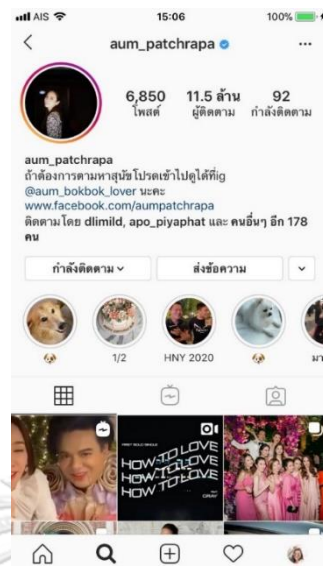 AIS 15:06 100%
aum_patchrapa
6,850 11.5 ล้าน 92
โพสต์ ผู้ติดตาม กำลังติดตาม
aum_patchrapa
ถ้าต้องการตามหาสุนัขโปรดเข้าไปดูได้ที่ig
@aum_bokbok_lover นะคะ
www.facebook.com/aumpatchrapa
ติดตามโดย dlimild, apo_piyaphat และ คนอื่นๆ อีก 178
คน
กำลังติดตาม ส่งข้อความ
1/2 HNY 2020
HOW TO LOVE
HOW TO LOVE
HOW TO LOVE